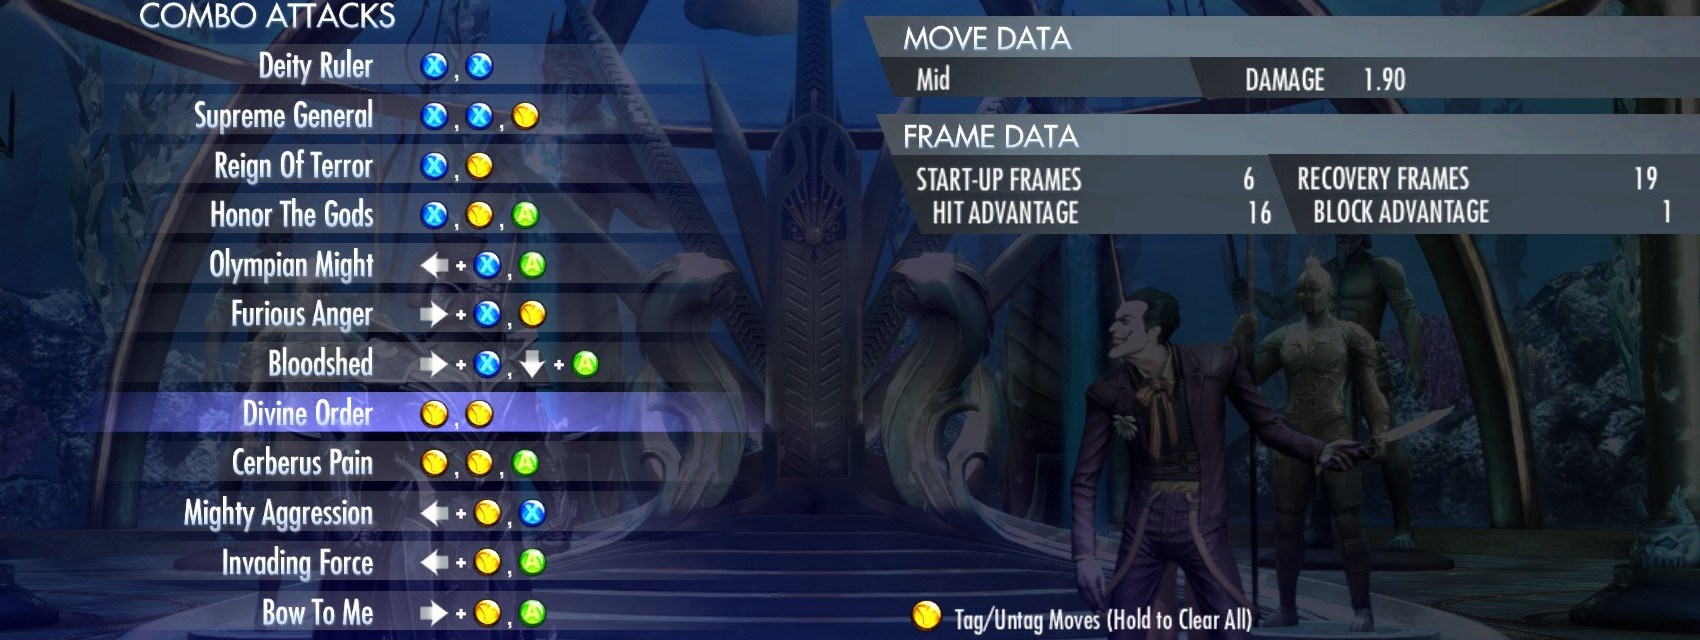 COMBO ATTACKS
Deity Ruler X , X
Supreme General X , X , Y
Reign Of Terror X , Y
Honor The Gods X , Y , A
Olympian Might + X , A
Furious Anger + X , Y
Bloodshed + X , + A
Divine Order Y , Y
Cerberus Pain Y , Y , A
Mighty Aggression + Y , X
Invading Force + Y , A
Bow To Me + Y , A
MOVE DATA
Mid DAMAGE 1.90
FRAME DATA
START-UP FRAMES 6 RECOVERY FRAMES 19
HIT ADVANTAGE 16 BLOCK ADVANTAGE 1
Y Tag/Untag Moves (Hold to Clear All)